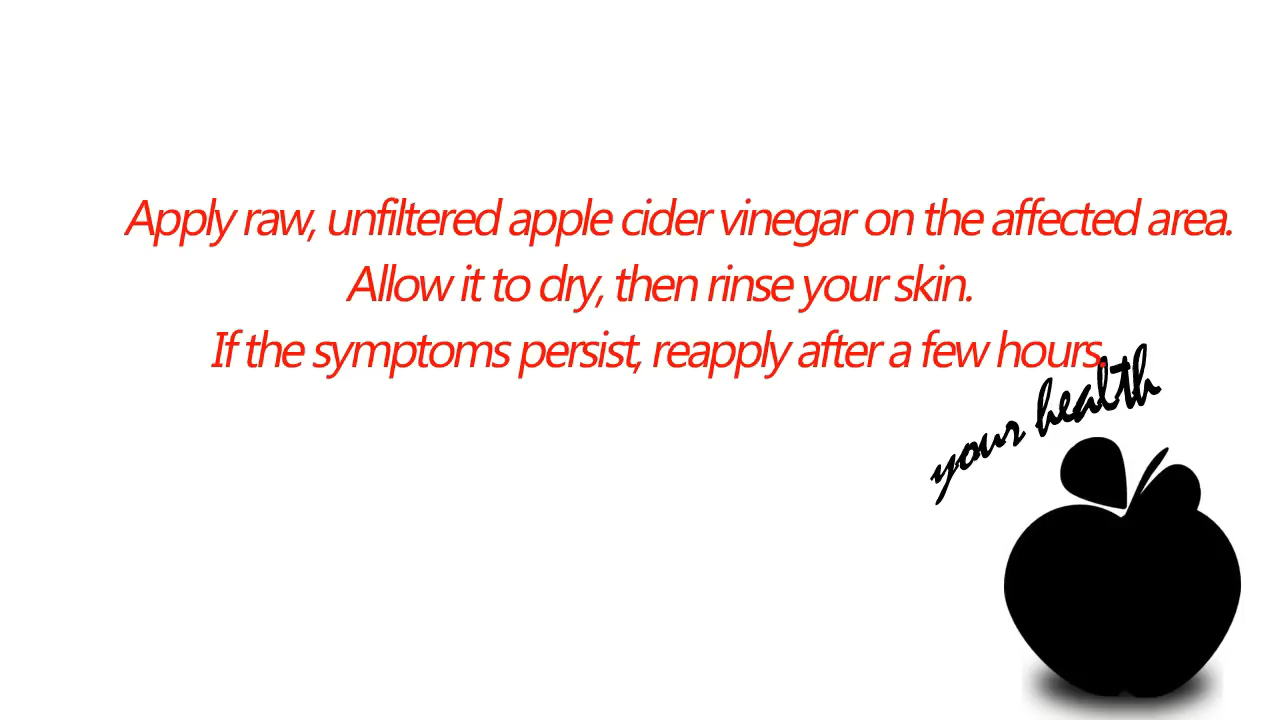 Apply raw, unfiltered apple cider vinegar on the affected area.
Allow it to dry, then rinse your skin.
If the symptoms persist, reapply after a few hours.
your health